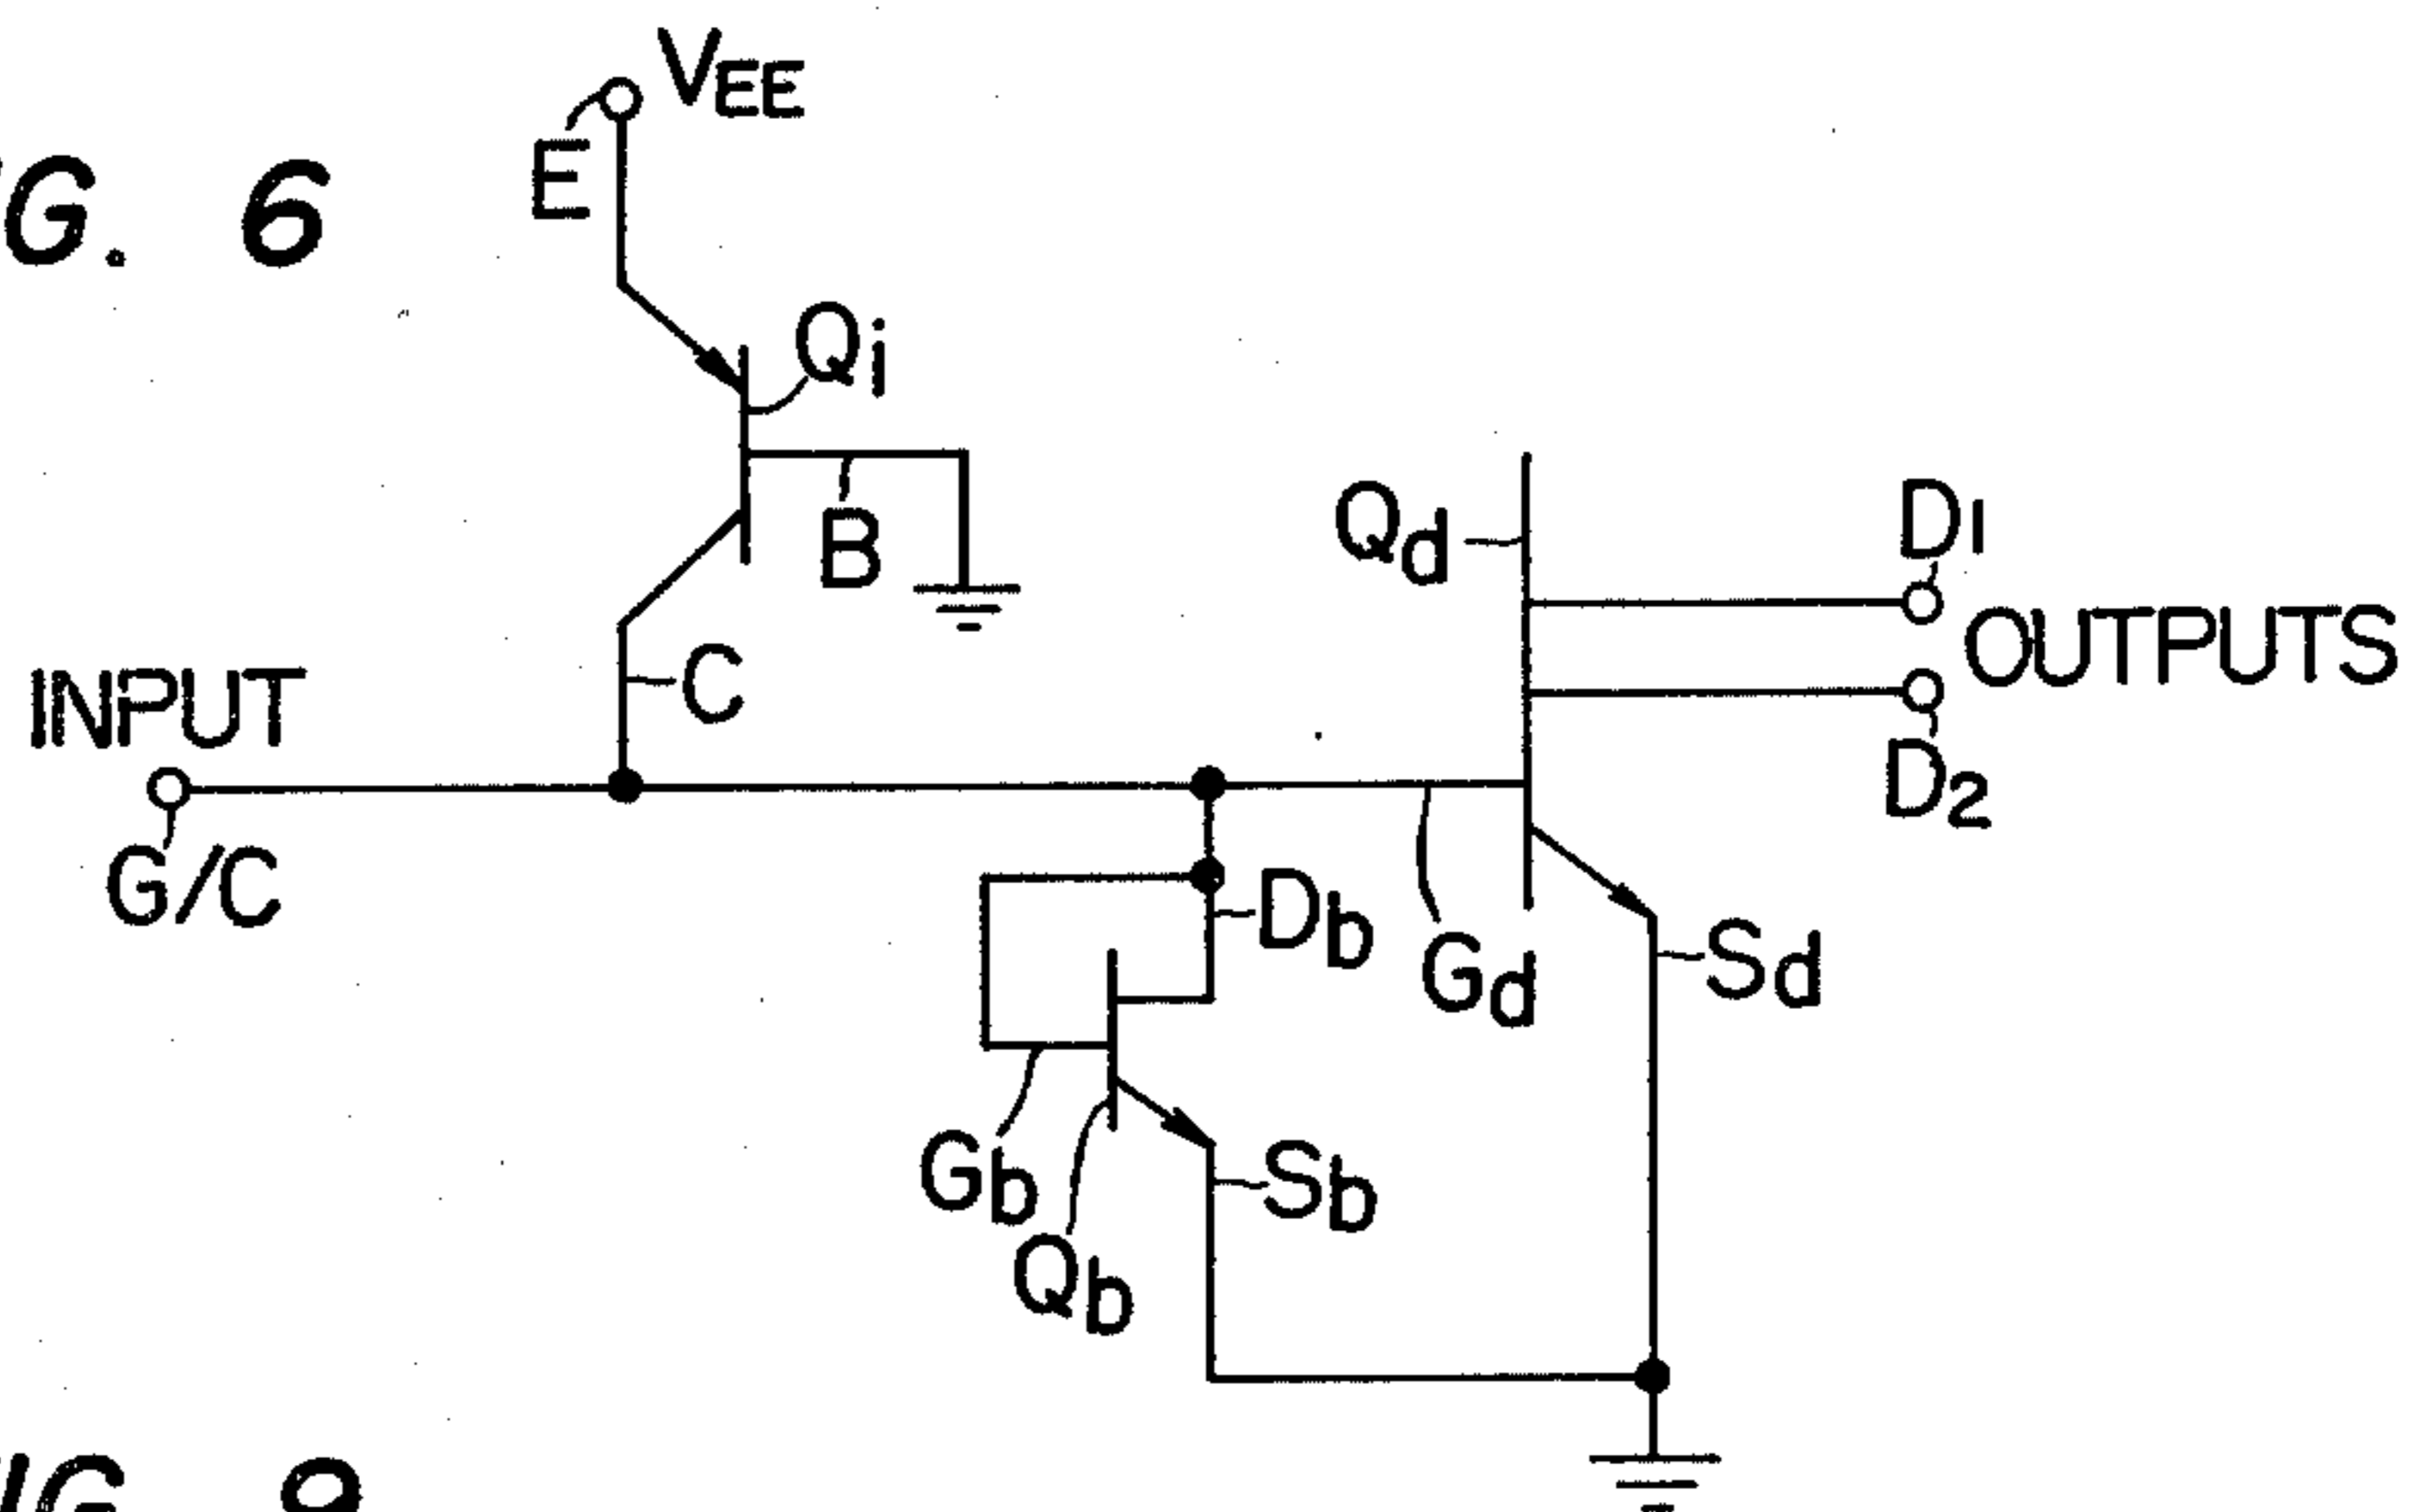 VEE
E
G. 6
Qi
B
C
Qd
D1
OUTPUTS
D2
INPUT
G/C
Db
Gd
Sd
Gb
Sb
Qb